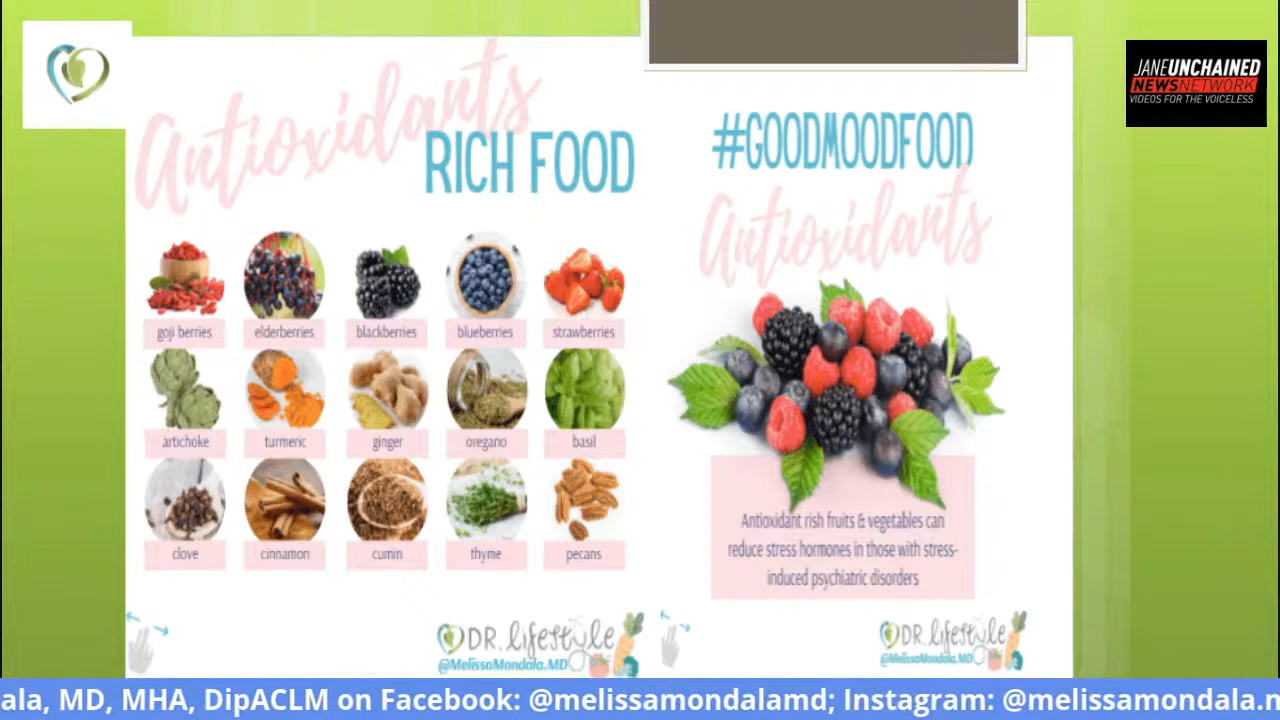 Antioxidants
RICH FOOD
goji berries
elderberries
blackberries
blueberries
strawberries
artichoke
turmeric
ginger
oregano
basil
clove
cinnamon
cumin
thyme
pecans
DR. lifestyle
@MelissaMondala.MD
#GOODMOODFOOD
Antioxidants
Antioxidant rish fruits & vegetables can
reduce stress hormones in those with stress-
induced psychiatric disorders
DR. lifestyle
@MelissaMondala.MD
JANEUNCHAINED
NEWSNETWORK
VIDEOS FOR THE VOICELESS
ala, MD, MHA, DipACLM on Facebook: @melissamondalamd; Instagram: @melissamondala.m